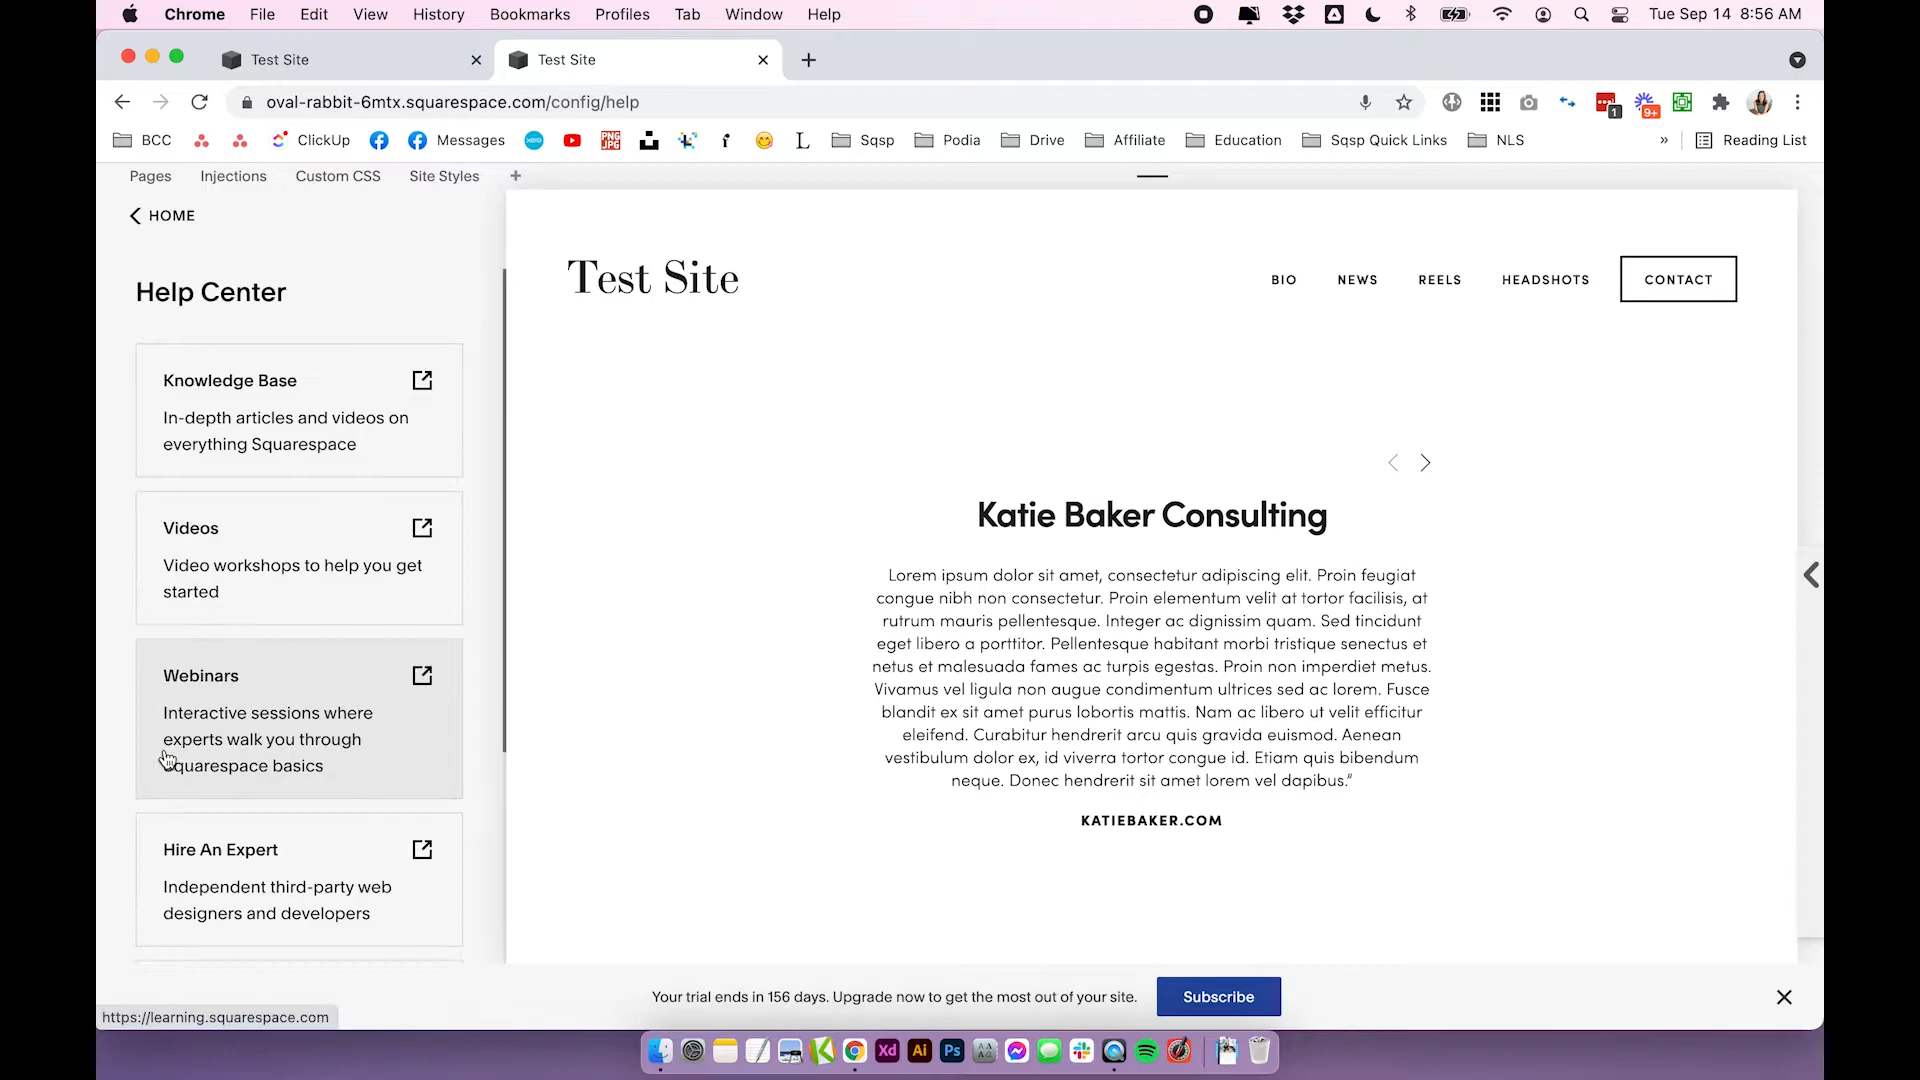 Chrome File Edit View History Bookmarks Profiles Tab Window Help Tue Sep 14 8:56 AM
Test Site Test Site
oval-rabbit-6mtx.squarespace.com/config/help 1 9+
BCC ClickUp Messages xero PNG JPG Sqsp Podia Drive Affiliate Education Sqsp Quick Links NLS » Reading List
Pages Injections Custom CSS Site Styles +
HOME
Help Center
Knowledge Base
In-depth articles and videos on
everything Squarespace
Videos
Video workshops to help you get
started
Webinars
Interactive sessions where
experts walk you through
Squarespace basics
Hire An Expert
Independent third-party web
designers and developers
Test Site
BIO NEWS REELS HEADSHOTS CONTACT
Katie Baker Consulting
Lorem ipsum dolor sit amet, consectetur adipiscing elit. Proin feugiat
congue nibh non consectetur. Proin elementum velit at tortor facilisis, at
rutrum mauris pellentesque. Integer ac dignissim quam. Sed tincidunt
eget libero a porttitor. Pellentesque habitant morbi tristique senectus et
netus et malesuada fames ac turpis egestas. Proin non imperdiet metus.
Vivamus vel ligula non augue condimentum ultrices sed ac lorem. Fusce
blandit ex sit amet purus lobortis mattis. Nam ac libero ut velit efficitur
eleifend. Curabitur hendrerit arcu quis gravida euismod. Aenean
vestibulum dolor ex, id viverra tortor congue id. Etiam quis bibendum
neque. Donec hendrerit sit amet lorem vel dapibus."
KATIEBAKER.COM
Your trial ends in 156 days. Upgrade now to get the most out of your site. Subscribe
https://learning.squarespace.com
Xd Ai Ps